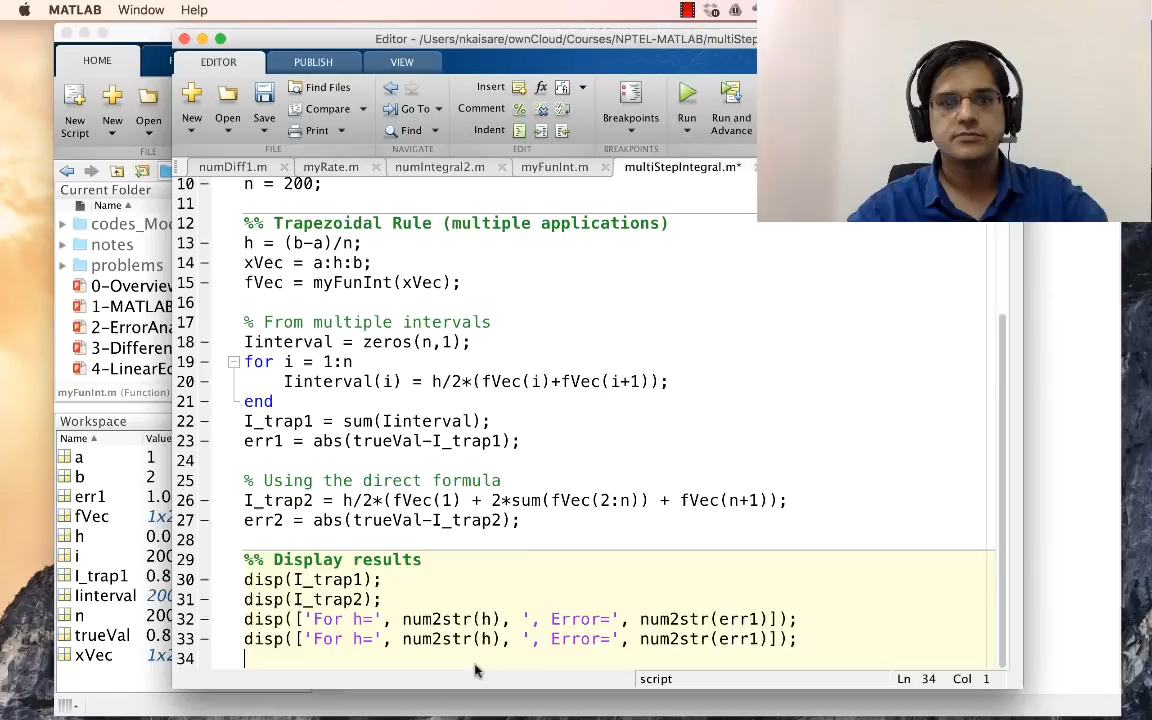 MATLAB Window Help
Editor - /Users/nkaisare/ownCloud/Courses/NPTEL-MATLAB/multiStep
HOME
EDITOR PUBLISH VIEW
New Script New Open
FILE
New Open Save Find Files Compare Print
Go To Find
Insert fx
Comment %
Indent
Breakpoints Run Run and Advance
FILE NAVIGATE EDIT BREAKPOINTS
numDiff1.m myRate.m numIntegral2.m myFunInt.m multiStepIntegral.m*
Current Folder
Name
codes_Mo
notes
problems
0-Overvie
1-MATLAB
2-ErrorAna
3-Differen
4-LinearEq
myFunInt.m (Function)
Workspace
Name Value
a 1
b 2
err1 1.0
fVec 1x2
h 0.0
i 200
I_trap1 0.8
Iinterval 200
n 200
trueVal 0.8
xVec 1x2
10 n = 200;
11
12 %% Trapezoidal Rule (multiple applications)
13 h = (b-a)/n;
14 xVec = a:h:b;
15 fVec = myFunInt(xVec);
16
17 % From multiple intervals
18 Iinterval = zeros(n,1);
19 for i = 1:n
20 Iinterval(i) = h/2*(fVec(i)+fVec(i+1));
21 end
22 I_trap1 = sum(Iinterval);
23 err1 = abs(trueVal-I_trap1);
24
25 % Using the direct formula
26 I_trap2 = h/2*(fVec(1) + 2*sum(fVec(2:n)) + fVec(n+1));
27 err2 = abs(trueVal-I_trap2);
28
29 %% Display results
30 disp(I_trap1);
31 disp(I_trap2);
32 disp(['For h=', num2str(h), ', Error=', num2str(err1)]);
33 disp(['For h=', num2str(h), ', Error=', num2str(err1)]);
34
script Ln 34 Col 1